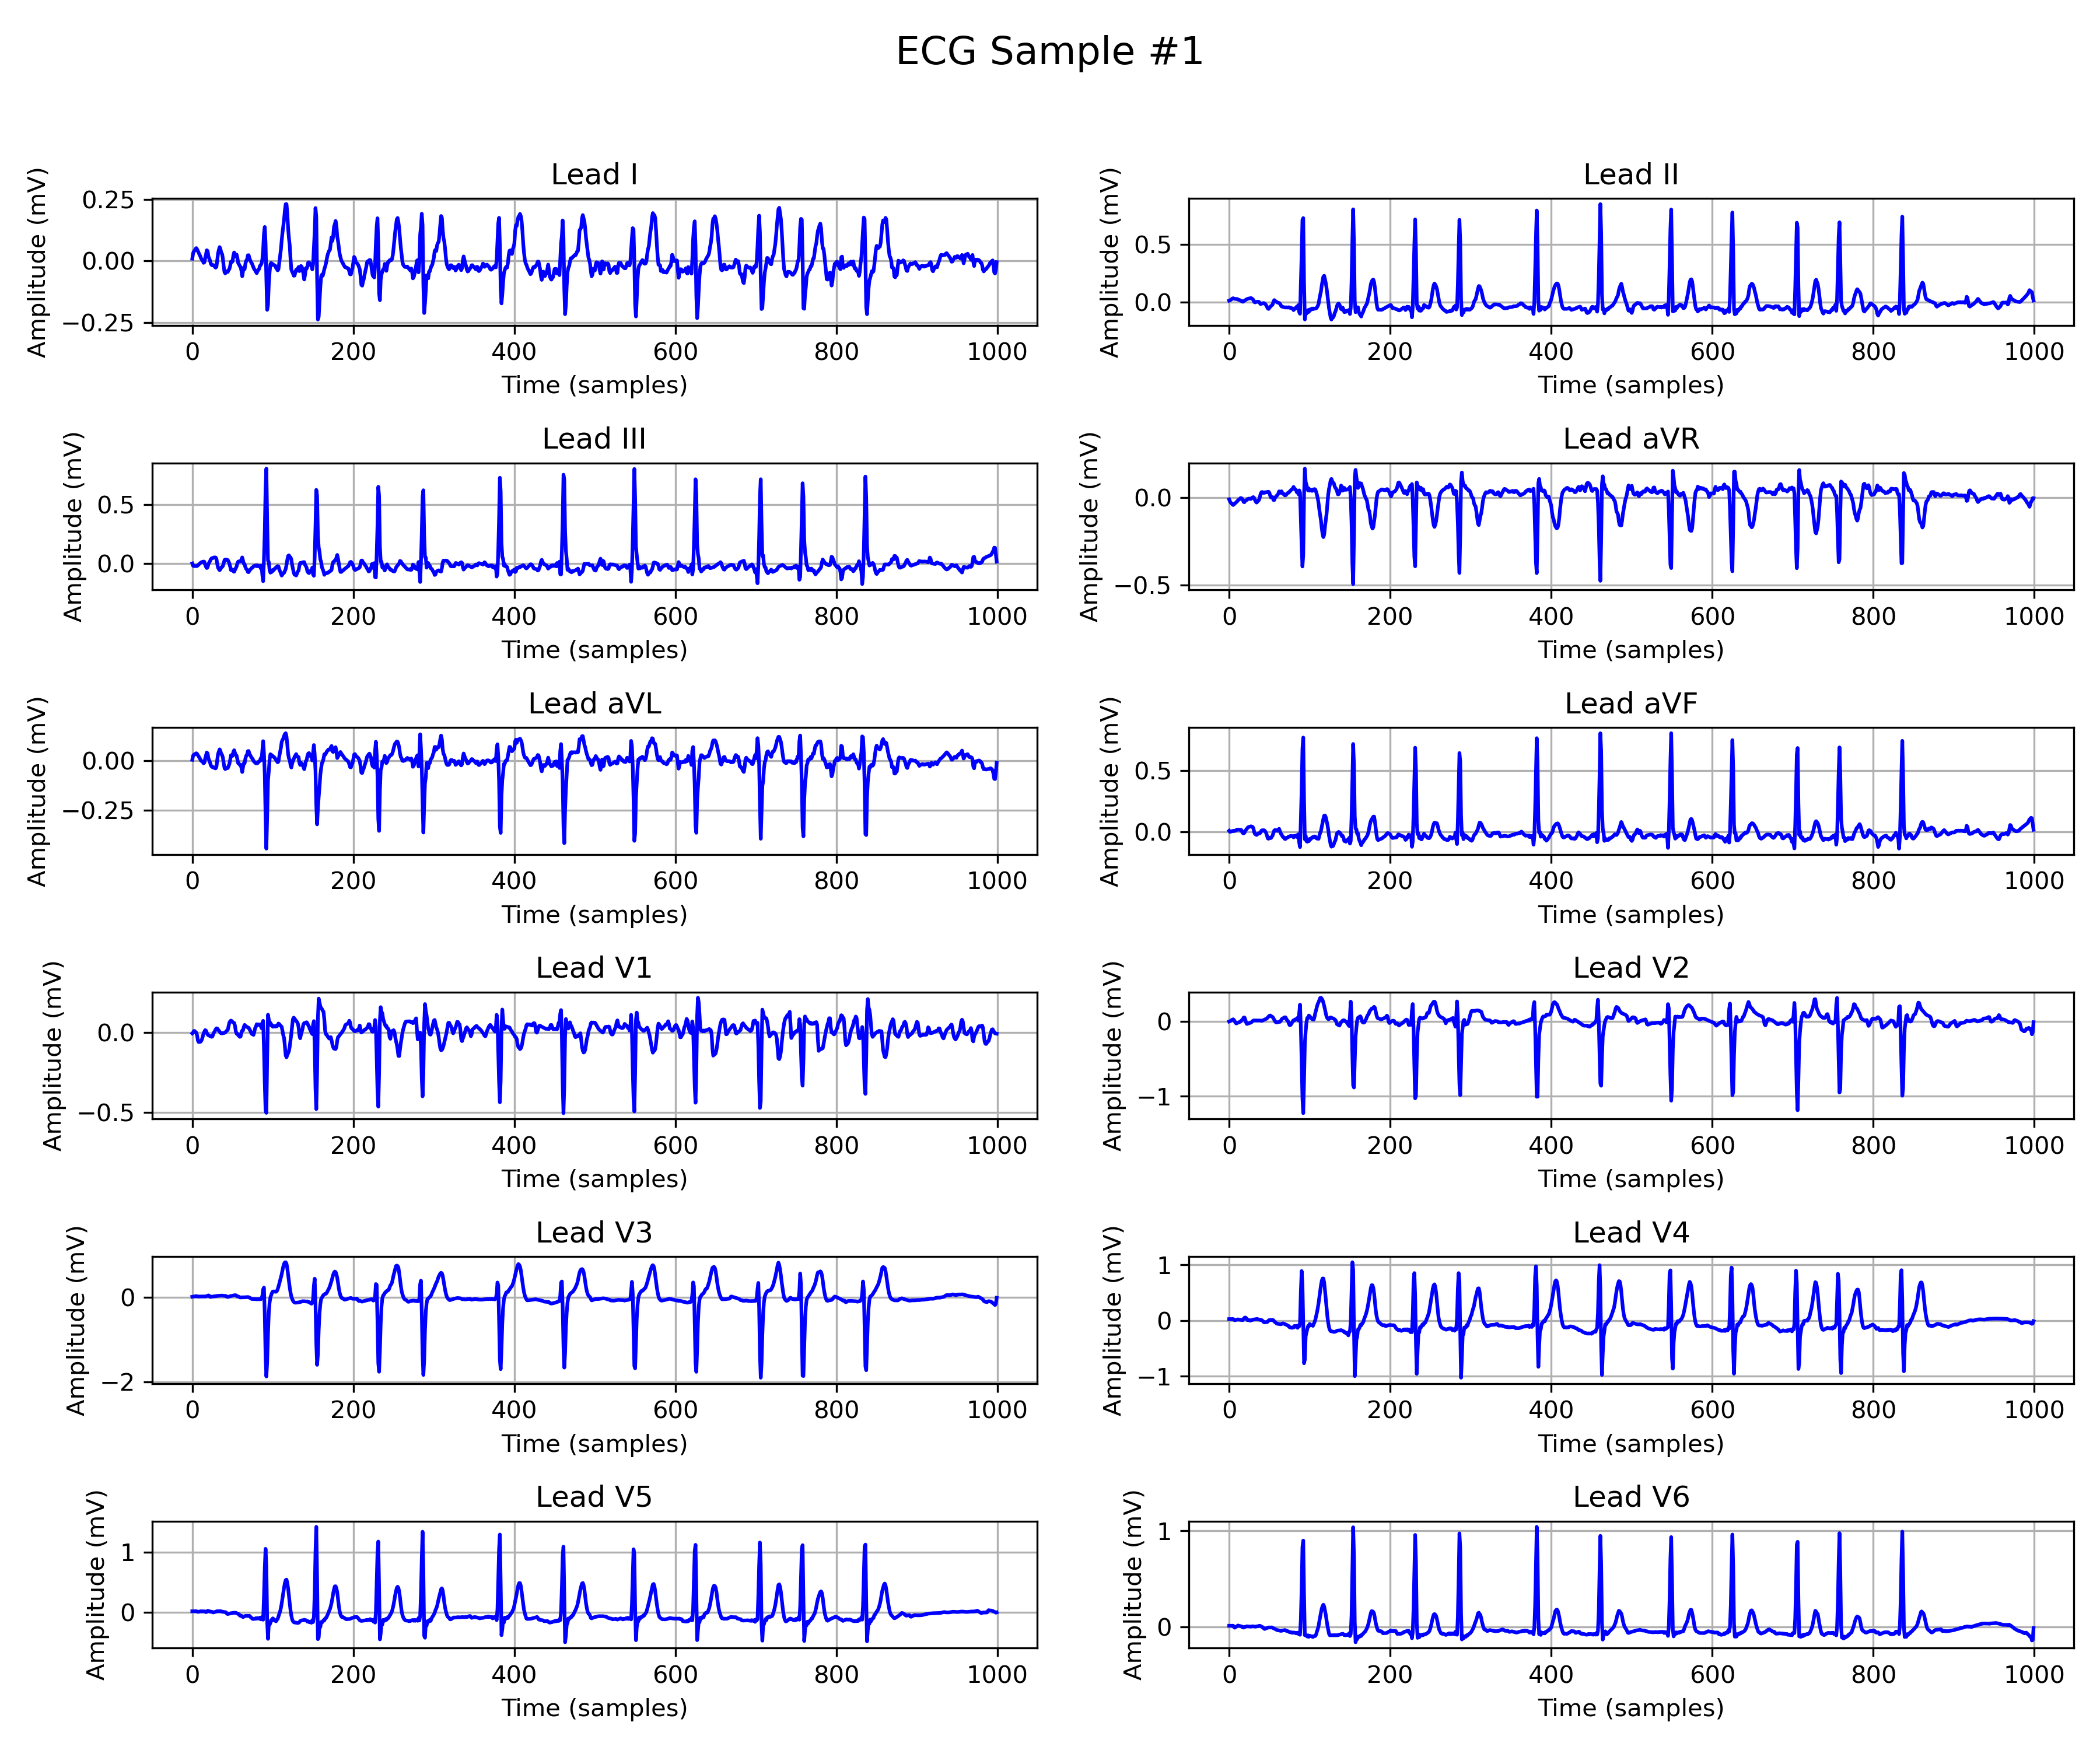 ECG Sample #1
Lead I
Amplitude (mV)
0.25
0.00
−0.25
0 200 400 600 800 1000
Time (samples)
Lead II
Amplitude (mV)
0.5
0.0
0 200 400 600 800 1000
Time (samples)
Lead III
Amplitude (mV)
0.5
0.0
0 200 400 600 800 1000
Time (samples)
Lead aVR
Amplitude (mV)
0.0
−0.5
0 200 400 600 800 1000
Time (samples)
Lead aVL
Amplitude (mV)
0.00
−0.25
0 200 400 600 800 1000
Time (samples)
Lead aVF
Amplitude (mV)
0.5
0.0
0 200 400 600 800 1000
Time (samples)
Lead V1
Amplitude (mV)
0.0
−0.5
0 200 400 600 800 1000
Time (samples)
Lead V2
Amplitude (mV)
0
−1
0 200 400 600 800 1000
Time (samples)
Lead V3
Amplitude (mV)
0
−2
0 200 400 600 800 1000
Time (samples)
Lead V4
Amplitude (mV)
1
0
−1
0 200 400 600 800 1000
Time (samples)
Lead V5
Amplitude (mV)
1
0
0 200 400 600 800 1000
Time (samples)
Lead V6
Amplitude (mV)
1
0
0 200 400 600 800 1000
Time (samples)